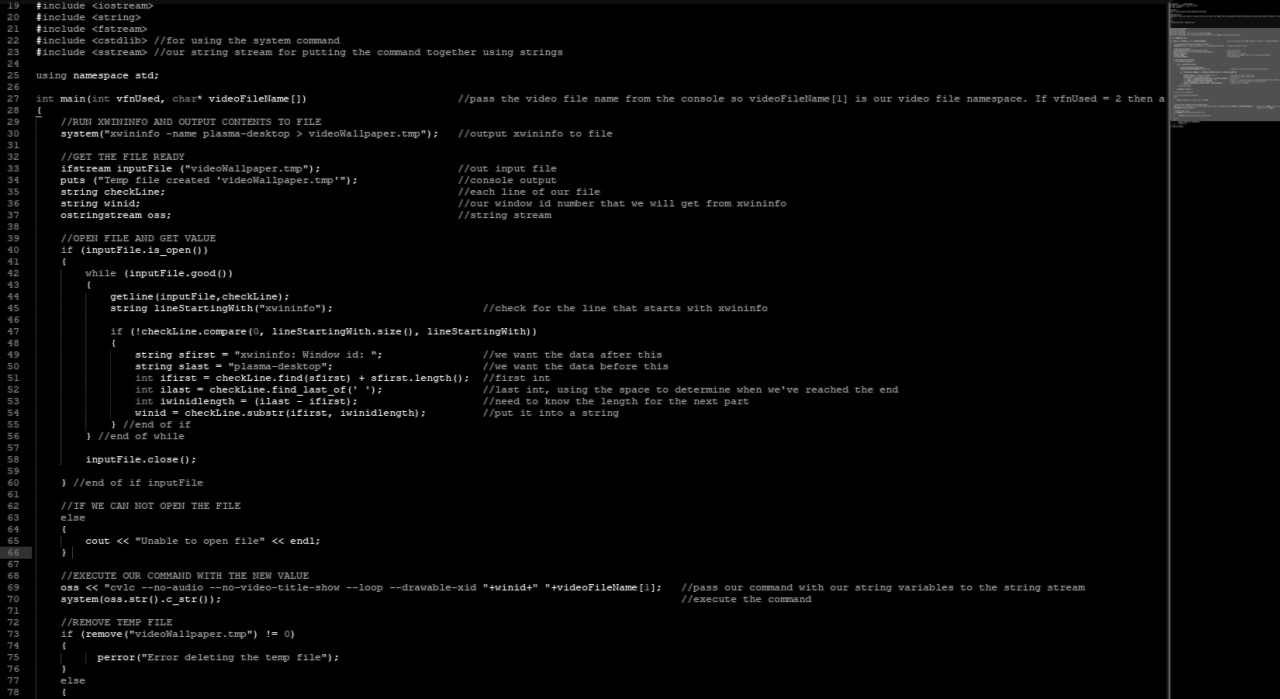 19 #include <iostream>
20 #include <string>
21 #include <fstream>
22 #include <cstdlib> //for using the system command
23 #include <sstream> //our string stream for putting the command together using strings
24
25 using namespace std;
26
27 int main(int vfnUsed, char* videoFileName[]) //pass the video file name from the console so videoFileName[1] is our video file namespace. If vfnUsed = 2 then a
28 {
29 //RUN XWININFO AND OUTPUT CONTENTS TO FILE
30 system("xwininfo -name plasma-desktop > videoWallpaper.tmp"); //output xwininfo to file
31
32 //GET THE FILE READY
33 ifstream inputFile ("videoWallpaper.tmp"); //out input file
34 puts ("Temp file created 'videoWallpaper.tmp'"); //console output
35 string checkLine; //each line of our file
36 string winid; //our window id number that we will get from xwininfo
37 ostringstream oss; //string stream
38
39 //OPEN FILE AND GET VALUE
40 if (inputFile.is_open())
41 {
42 while (inputFile.good())
43 {
44 getline(inputFile,checkLine);
45 string lineStartingWith("xwininfo"); //check for the line that starts with xwininfo
46
47 if (!checkLine.compare(0, lineStartingWith.size(), lineStartingWith))
48 {
49 string sfirst = "xwininfo: Window id: "; //we want the data after this
50 string slast = "plasma-desktop"; //we want the data before this
51 int ifirst = checkLine.find(sfirst) + sfirst.length(); //first int
52 int ilast = checkLine.find_last_of(' '); //last int, using the space to determine when we've reached the end
53 int iwinidlength = (ilast - ifirst); //need to know the length for the next part
54 winid = checkLine.substr(ifirst, iwinidlength); //put it into a string
55 } //end of if
56 } //end of while
57
58 inputFile.close();
59
60 } //end of if inputFile
61
62 //IF WE CAN NOT OPEN THE FILE
63 else
64 {
65 cout << "Unable to open file" << endl;
66 }
67
68 //EXECUTE OUR COMMAND WITH THE NEW VALUE
69 oss << "cvlc --no-audio --no-video-title-show --loop --drawable-xid "+winid+" "+videoFileName[1]; //pass our command with our string variables to the string stream
70 system(oss.str().c_str()); //execute the command
71
72 //REMOVE TEMP FILE
73 if (remove("videoWallpaper.tmp") != 0)
74 {
75 perror("Error deleting the temp file");
76 }
77 else
78 {